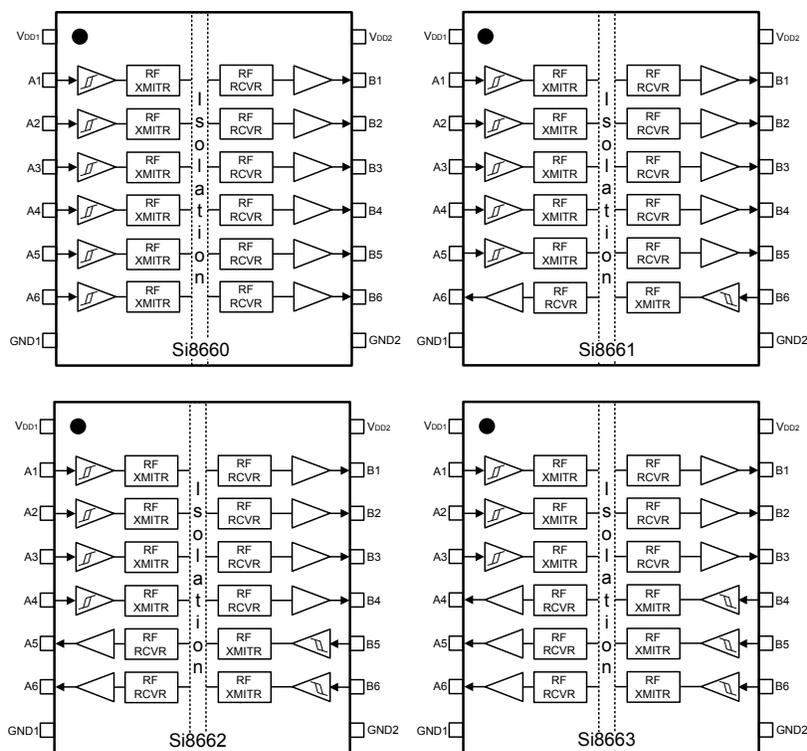 VDD1 VDD2
A1 RF XMITR RF RCVR B1
A2 RF XMITR RF RCVR B2
A3 RF XMITR RF RCVR B3
A4 RF XMITR RF RCVR B4
A5 RF XMITR RF RCVR B5
A6 RF XMITR RF RCVR B6
Isolation
GND1 GND2
Si8660
VDD1 VDD2
A1 RF XMITR RF RCVR B1
A2 RF XMITR RF RCVR B2
A3 RF XMITR RF RCVR B3
A4 RF XMITR RF RCVR B4
A5 RF XMITR RF RCVR B5
A6 RF RCVR RF XMITR B6
Isolation
GND1 GND2
Si8661
VDD1 VDD2
A1 RF XMITR RF RCVR B1
A2 RF XMITR RF RCVR B2
A3 RF XMITR RF RCVR B3
A4 RF XMITR RF RCVR B4
A5 RF RCVR RF XMITR B5
A6 RF RCVR RF XMITR B6
Isolation
GND1 GND2
Si8662
VDD1 VDD2
A1 RF XMITR RF RCVR B1
A2 RF XMITR RF RCVR B2
A3 RF XMITR RF RCVR B3
A4 RF RCVR RF XMITR B4
A5 RF RCVR RF XMITR B5
A6 RF RCVR RF XMITR B6
Isolation
GND1 GND2
Si8663